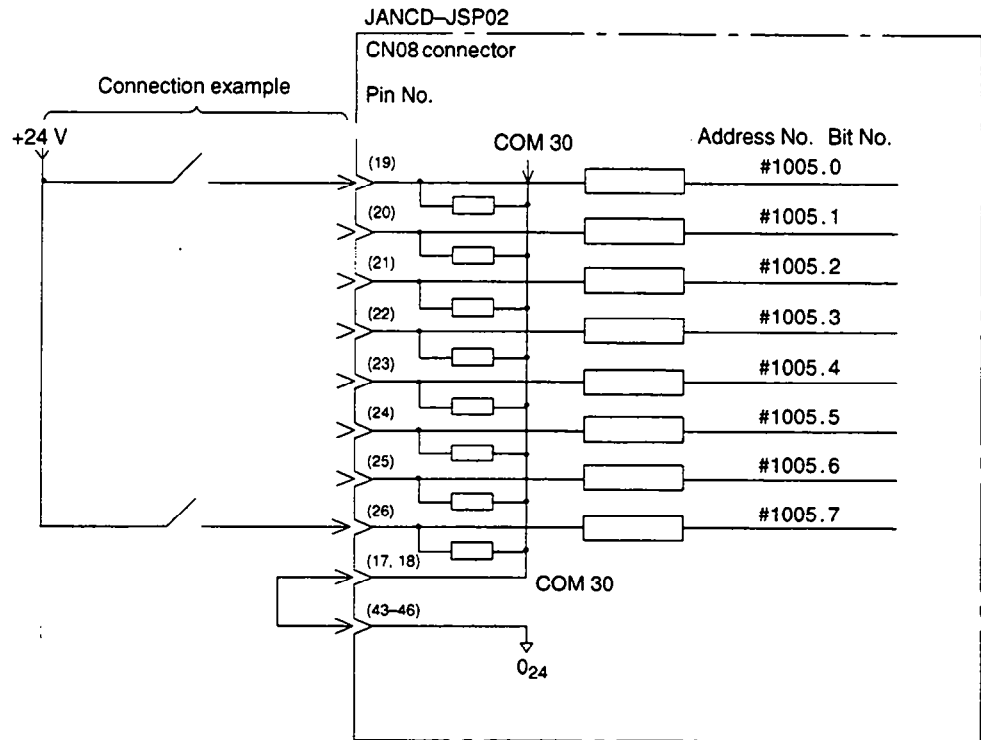 JANCD–JSP02
CN08 connector
Connection example
Pin No.
+24 V
COM 30
Address No. Bit No.
(19)
#1005.0
(20)
#1005.1
(21)
#1005.2
(22)
#1005.3
(23)
#1005.4
(24)
#1005.5
(25)
#1005.6
(26)
#1005.7
(17, 18)
COM 30
(43–46)
024